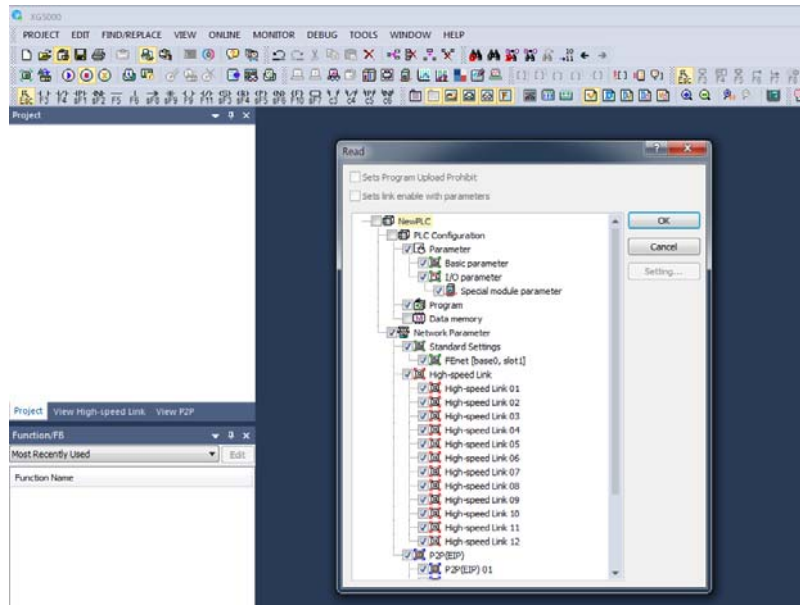 XG5000
PROJECT EDIT FIND/REPLACE VIEW ONLINE MONITOR DEBUG TOOLS WINDOW HELP
Project
Read
Sets Program Upload Prohibit
Sets link enable with parameters
NewPLC
OK
PLC Configuration
Parameter
Cancel
Basic parameter
I/O parameter
Setting...
Special module parameter
Program
Data memory
Network Parameter
Standard Settings
FEnet [base0, slot1]
High-speed Link
High-speed Link 01
High-speed Link 02
High-speed Link 03
High-speed Link 04
High-speed Link 05
High-speed Link 06
High-speed Link 07
High-speed Link 08
High-speed Link 09
High-speed Link 10
High-speed Link 11
High-speed Link 12
P2P(EIP)
P2P(EIP) 01
Project View High-speed Link View P2P
Function/FB
Most Recently Used Edit
Function Name